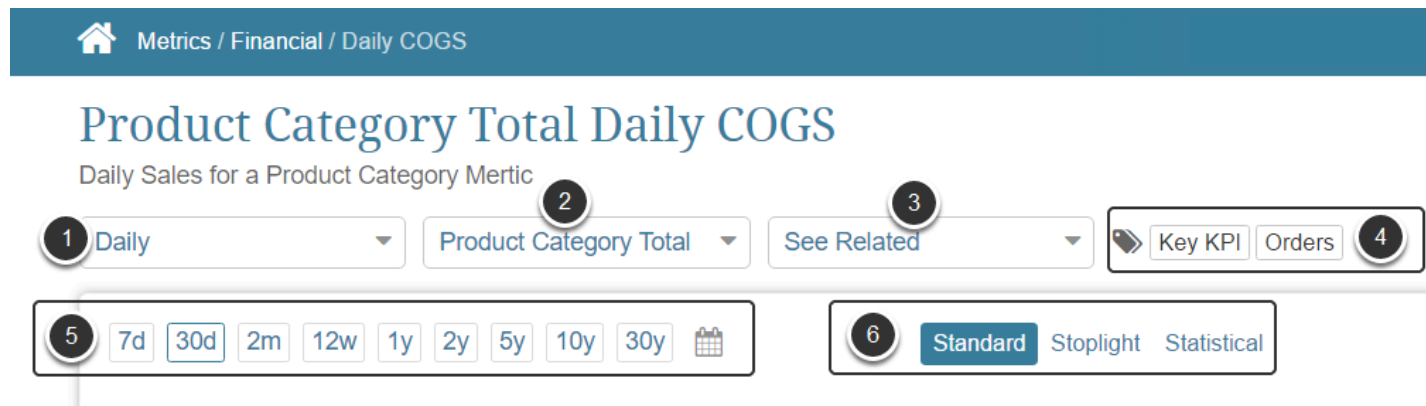 Metrics / Financial / Daily COGS
Product Category Total Daily COGS
Daily Sales for a Product Category Mertic
1 Daily 2 Product Category Total 3 See Related Key KPI Orders 4
5 7d 30d 2m 12w 1y 2y 5y 10y 30y 6 Standard Stoplight Statistical